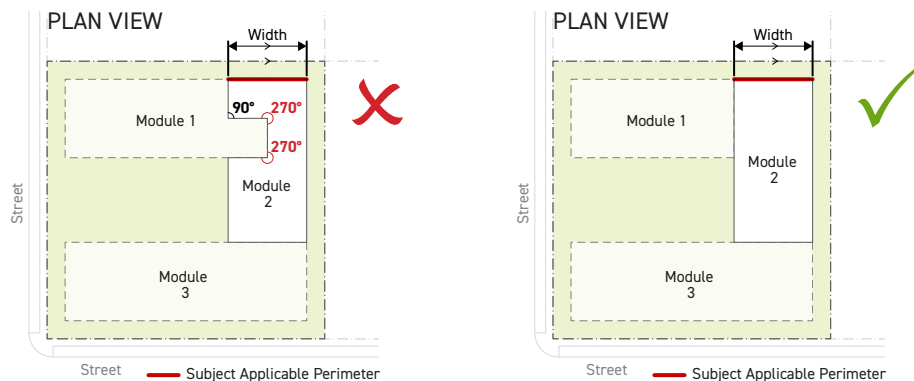 PLAN VIEW
Width
90°
270°
Module 1
270°
Module
2
Module
3
Street
Street
Subject Applicable Perimeter
PLAN VIEW
Width
Module 1
Module
2
Module
3
Street
Street
Subject Applicable Perimeter